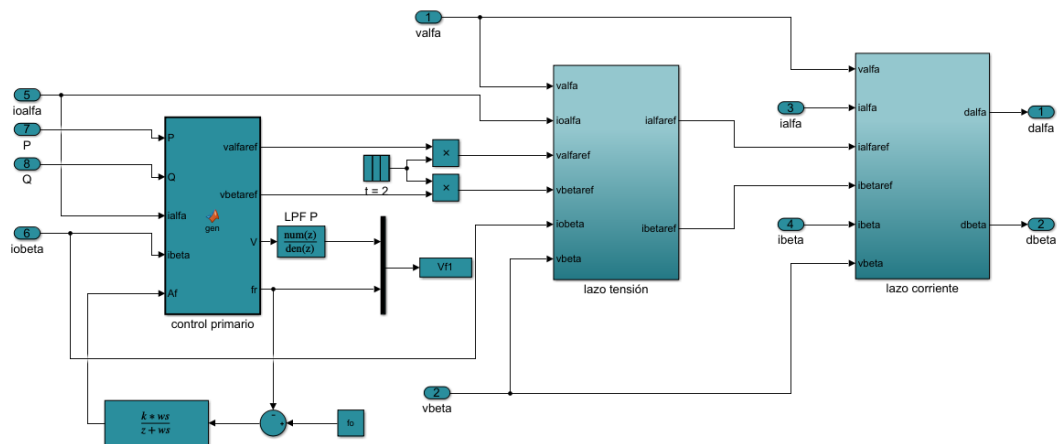 1
valfa
5
ioalfa
7
P
8
Q
6
iobeta
P
Q
ialfa
ibeta
Af
gen
valfaref
vbetaref
V
fr
control primario
t = 2
×
×
LPF P
num(z)
den(z)
Vf1
valfa
ioalfa
valfaref
vbetaref
iobeta
vbeta
ialfaref
ibetaref
lazo tensión
3
ialfa
4
ibeta
2
vbeta
valfa
ialfa
ialfaref
ibetaref
ibeta
vbeta
dalfa
dbeta
lazo corriente
1
dalfa
2
dbeta
k * ws
z + ws
-
+
fo